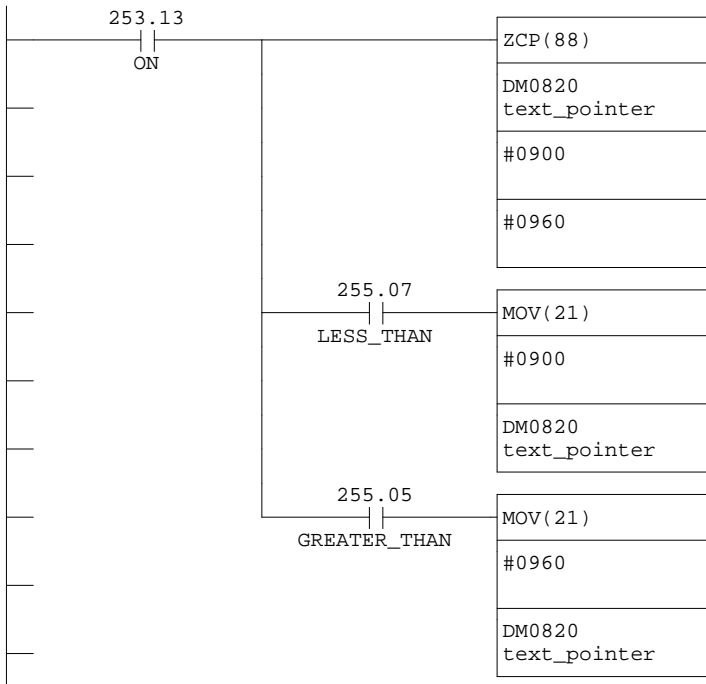 253.13
ON
ZCP(88)
DM0820
text_pointer
#0900
#0960
255.07
LESS_THAN
MOV(21)
#0900
DM0820
text_pointer
255.05
GREATER_THAN
MOV(21)
#0960
DM0820
text_pointer